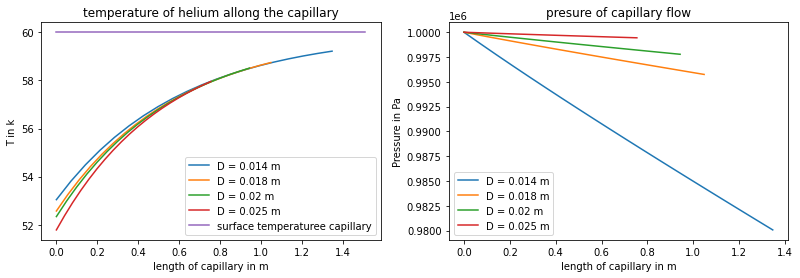 temperature of helium allong the capillary
60
58
56
54
52
T in k
0.0 0.2 0.4 0.6 0.8 1.0 1.2 1.4
length of capillary in m
D = 0.014 m
D = 0.018 m
D = 0.02 m
D = 0.025 m
surface temperaturee capillary
presure of capillary flow
1e6
1.0000
0.9975
0.9950
0.9925
0.9900
0.9875
0.9850
0.9825
0.9800
Pressure in Pa
0.0 0.2 0.4 0.6 0.8 1.0 1.2 1.4
length of capillary in m
D = 0.014 m
D = 0.018 m
D = 0.02 m
D = 0.025 m